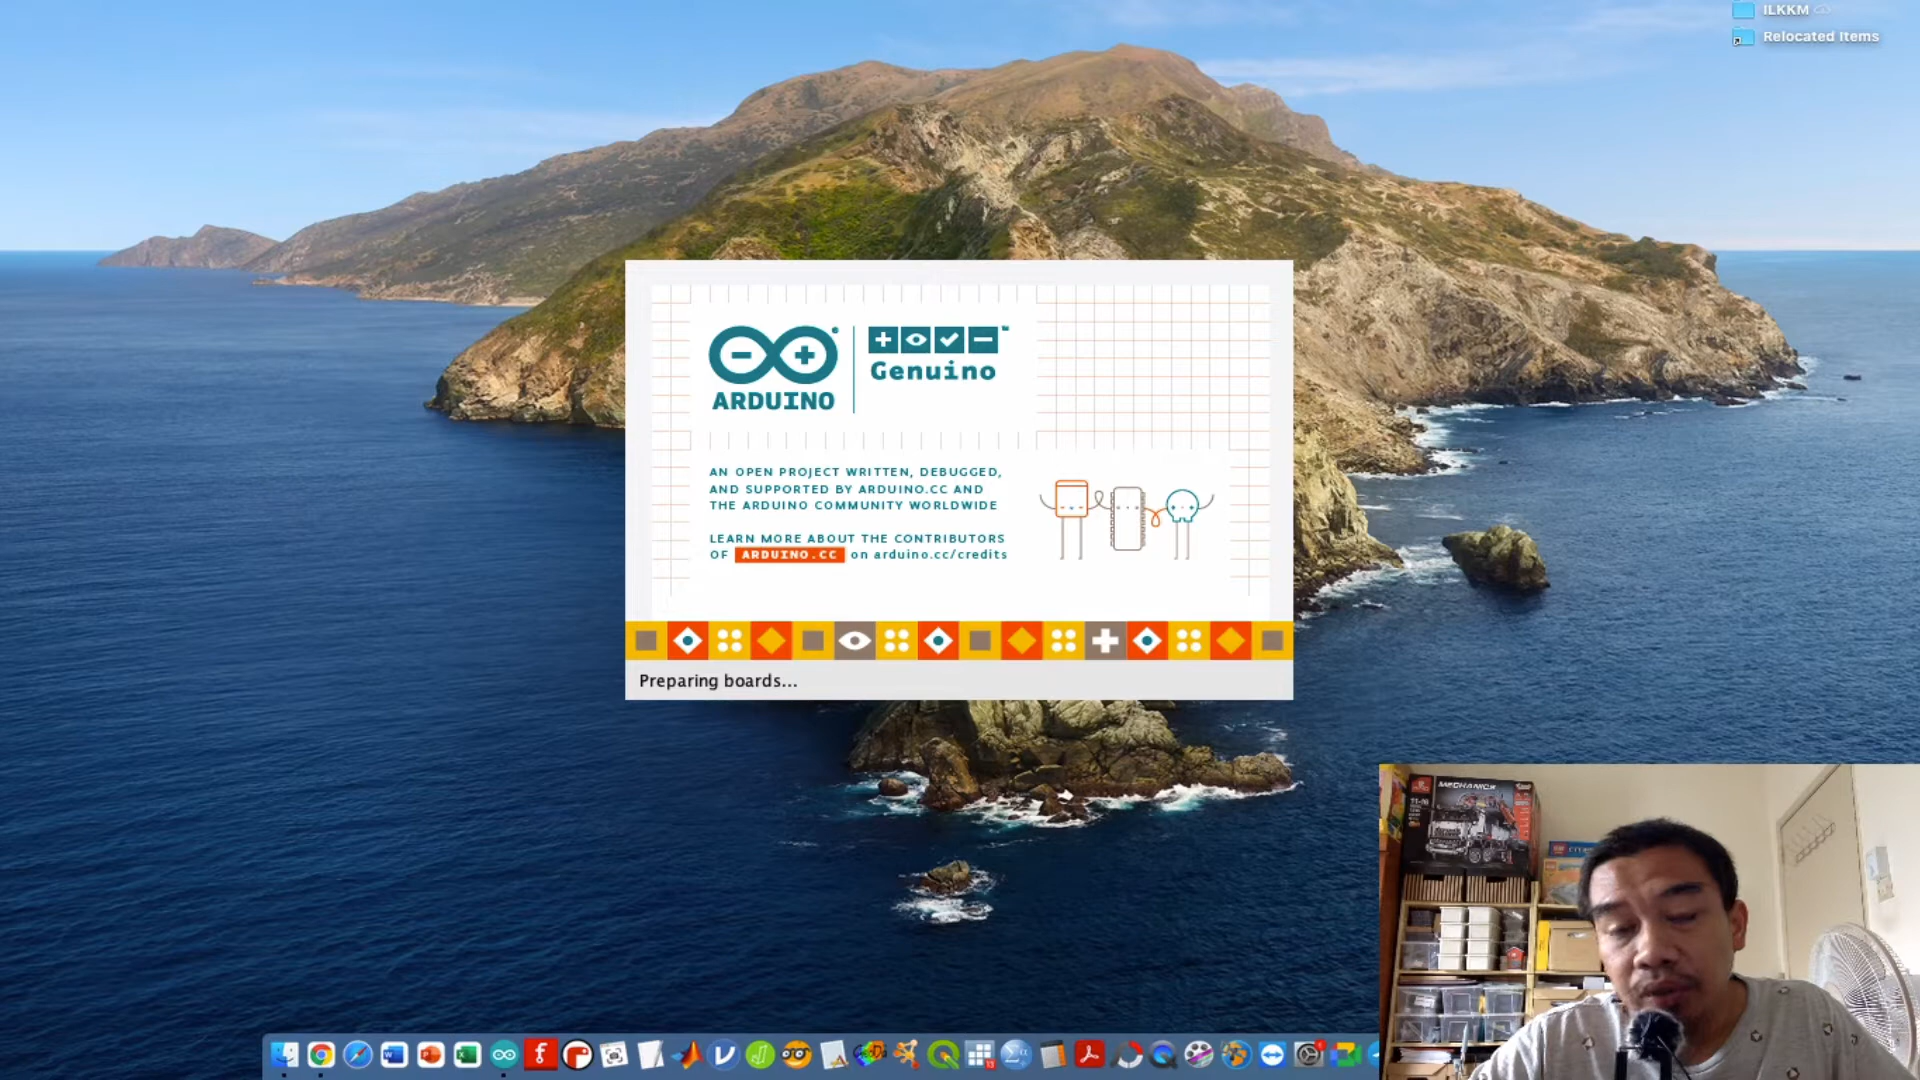 ILKKM
Relocated Items
ARDUINO
Genuino
AN OPEN PROJECT WRITTEN, DEBUGGED,
AND SUPPORTED BY ARDUINO.CC AND
THE ARDUINO COMMUNITY WORLDWIDE
LEARN MORE ABOUT THE CONTRIBUTORS
OF ARDUINO.CC on arduino.cc/credits
Preparing boards...
MECHANICS